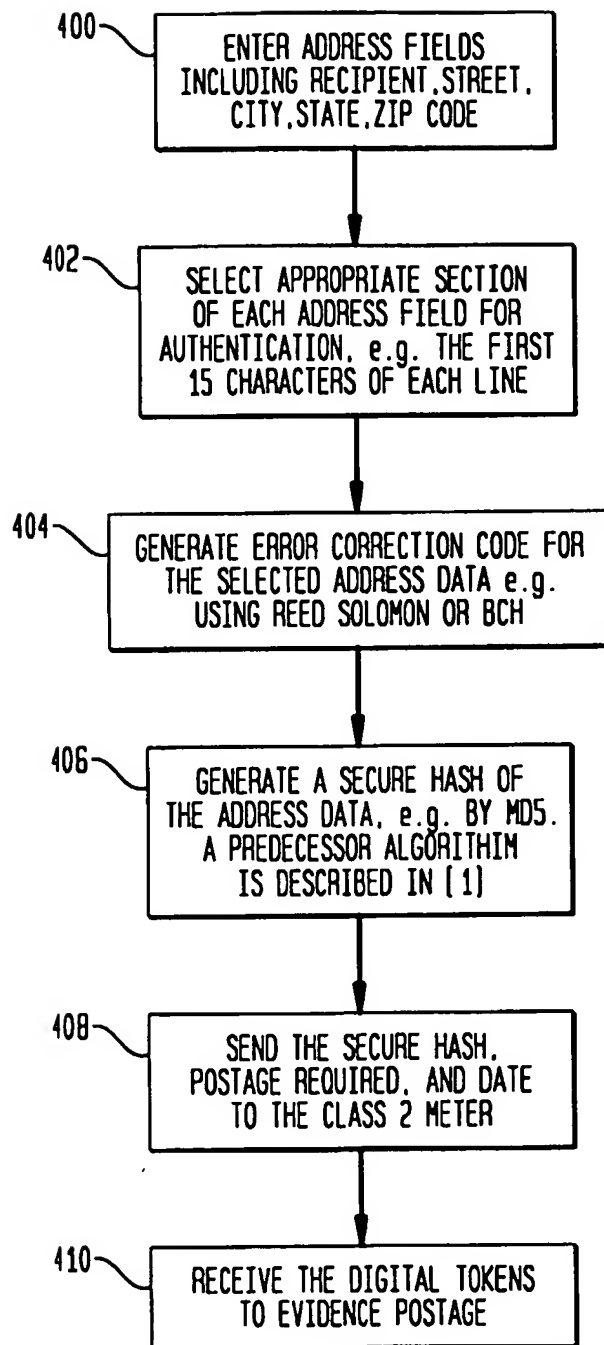 400
ENTER ADDRESS FIELDS
INCLUDING RECIPIENT,STREET,
CITY,STATE,ZIP CODE
402
SELECT APPROPRIATE SECTION
OF EACH ADDRESS FIELD FOR
AUTHENTICATION, e.g. THE FIRST
15 CHARACTERS OF EACH LINE
404
GENERATE ERROR CORRECTION CODE FOR
THE SELECTED ADDRESS DATA e.g.
USING REED SOLOMON OR BCH
406
GENERATE A SECURE HASH OF
THE ADDRESS DATA, e.g. BY MD5.
A PREDECESSOR ALGORITHIM
IS DESCRIBED IN [1]
408
SEND THE SECURE HASH,
POSTAGE REQUIRED, AND DATE
TO THE CLASS 2 METER
410
RECEIVE THE DIGITAL TOKENS
TO EVIDENCE POSTAGE